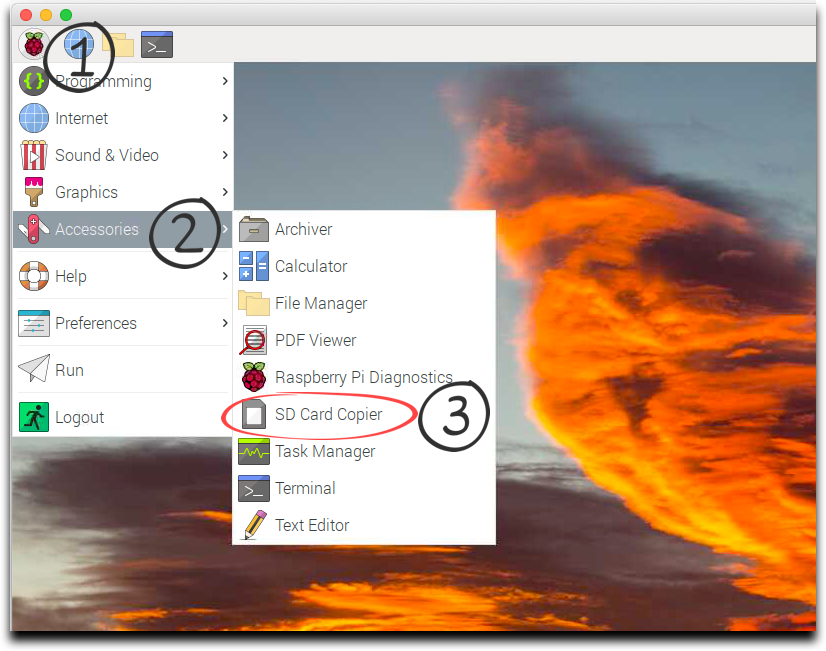 1
Programming
Internet
Sound & Video
Graphics
Accessories
2
Help
Preferences
Run
Logout
Archiver
Calculator
File Manager
PDF Viewer
Raspberry Pi Diagnostics
SD Card Copier
3
Task Manager
Terminal
Text Editor